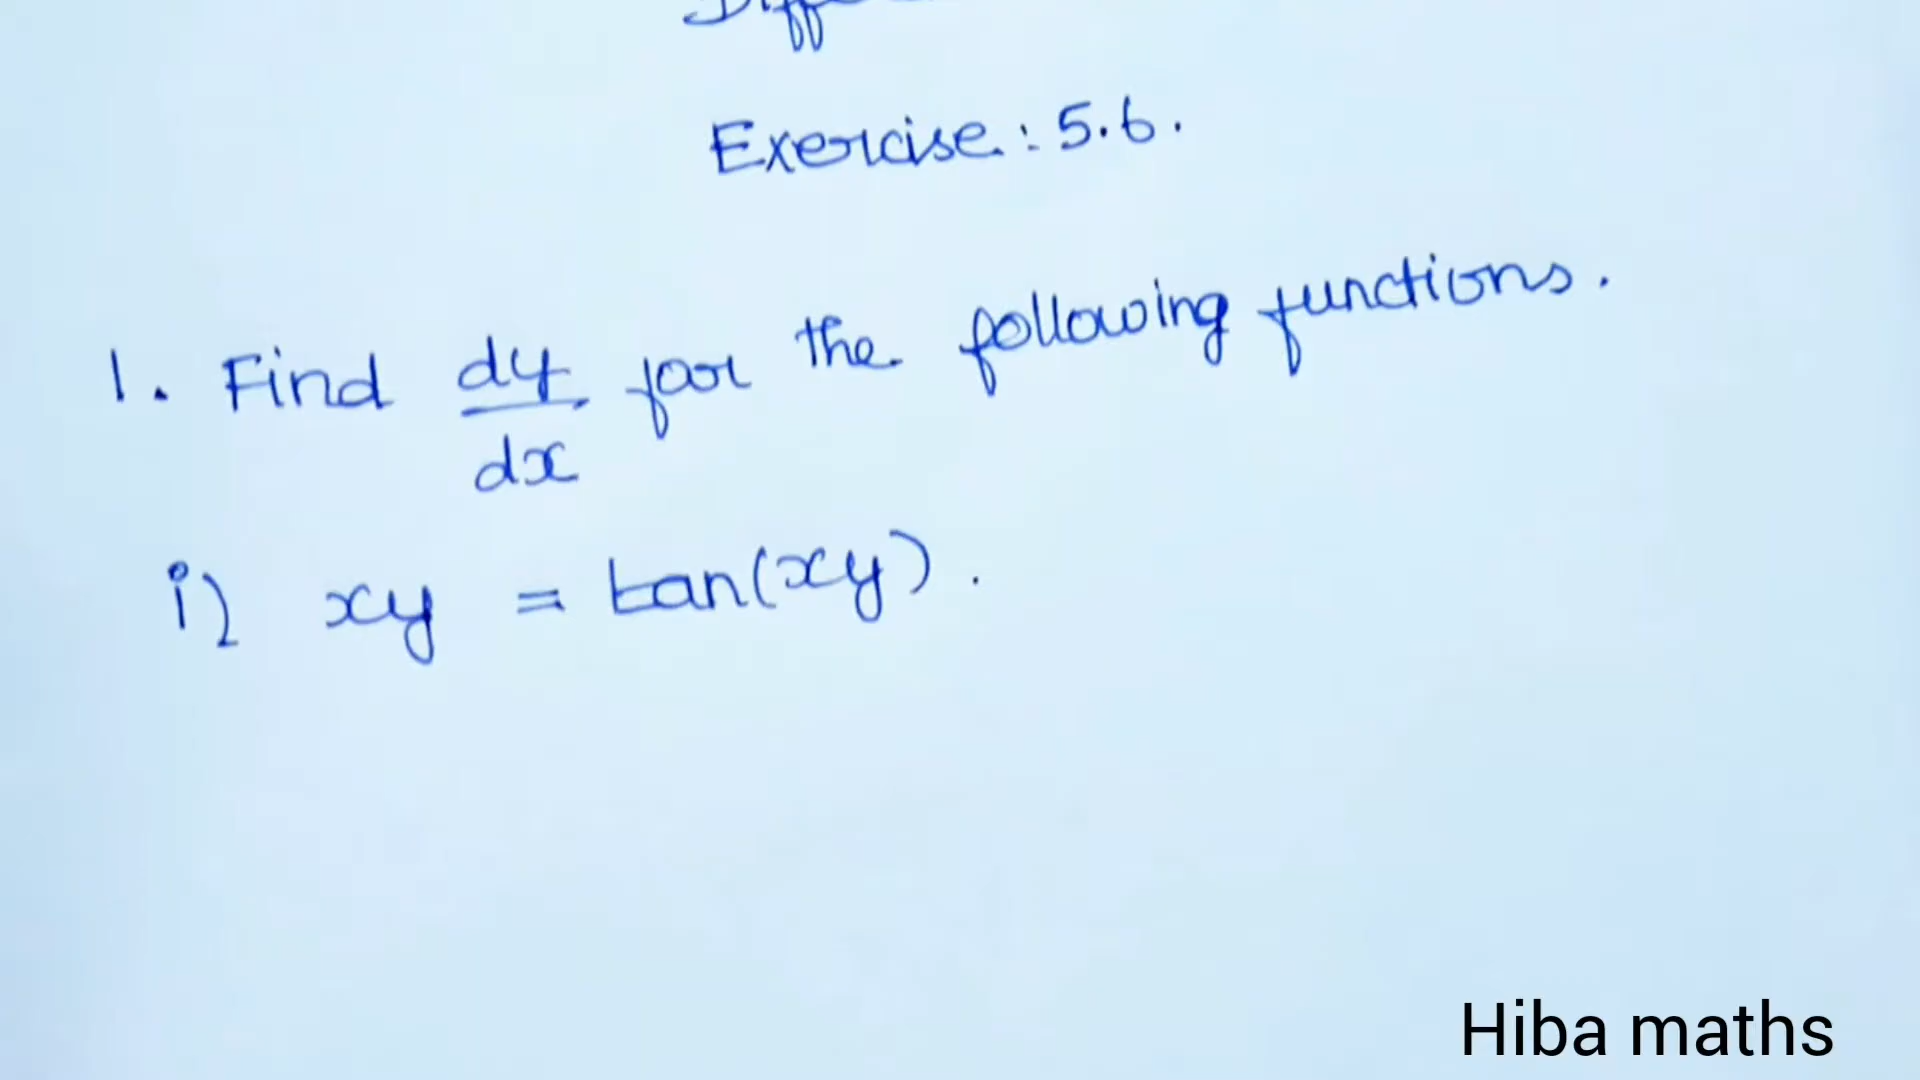 Exercise: 5.6.
1. Find dy/dx for the following functions.
i) xy = tan(xy).
Hiba maths